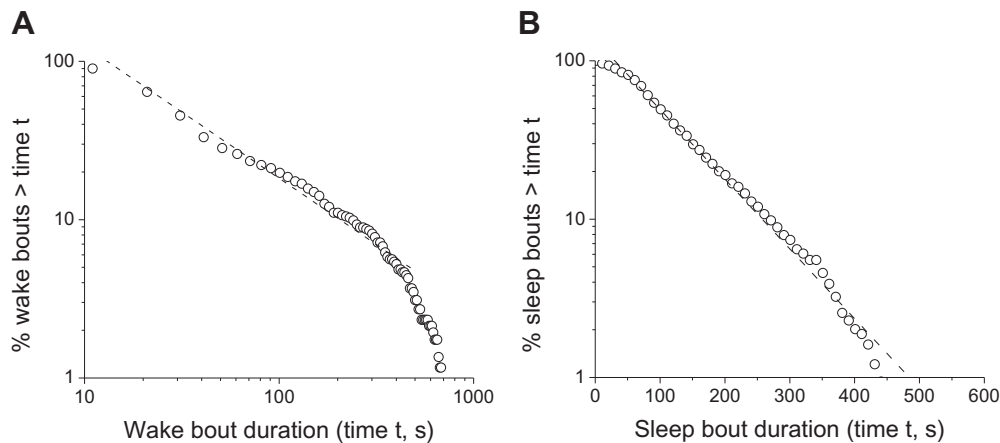 A
B
100
10
1
% wake bouts > time t
10
100
1000
Wake bout duration (time t, s)
100
10
1
% sleep bouts > time t
0
100
200
300
400
500
600
Sleep bout duration (time t, s)